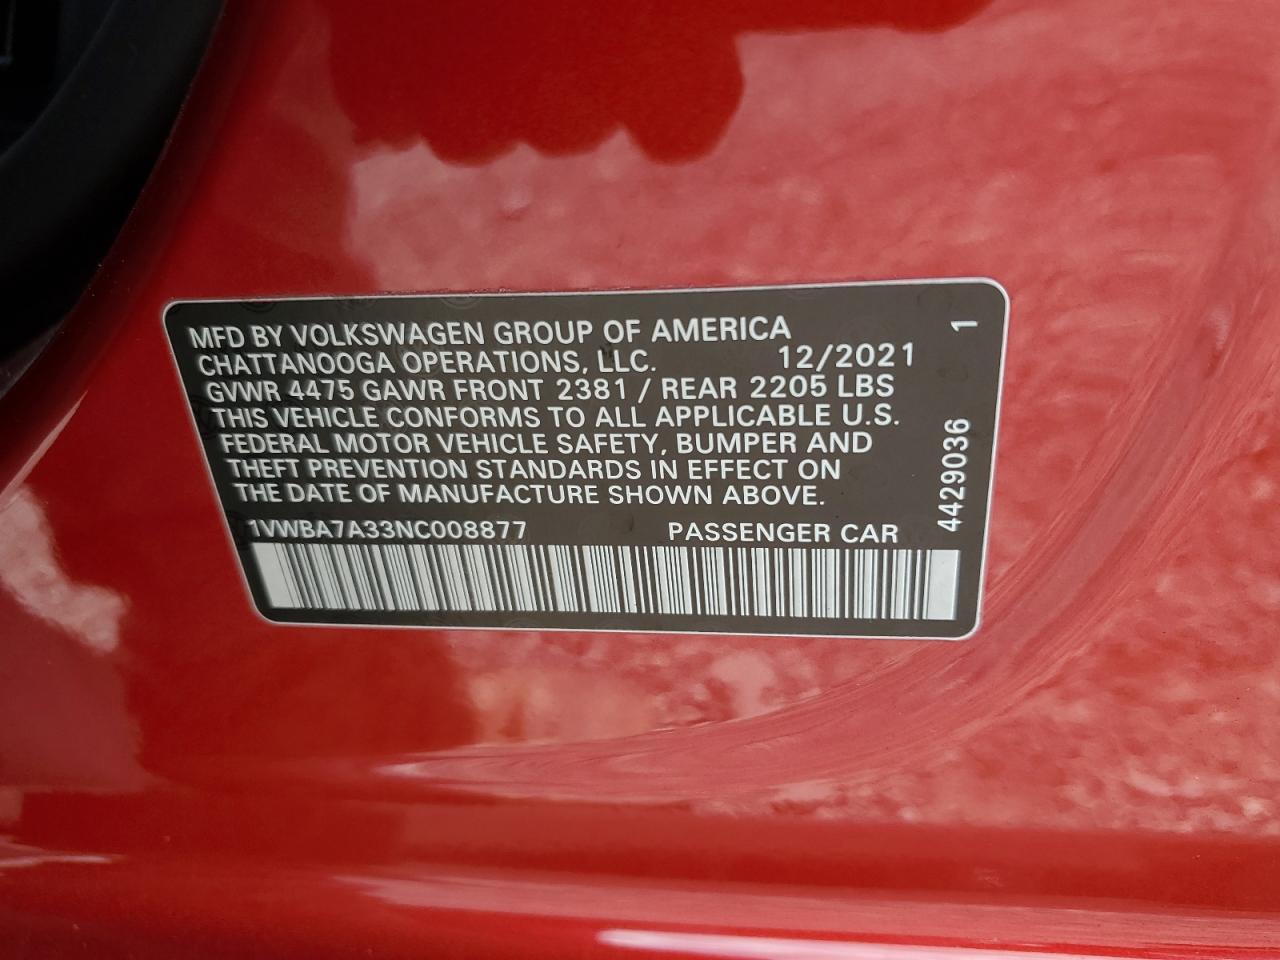 MFD BY VOLKSWAGEN GROUP OF AMERICA
CHATTANOOGA OPERATIONS, LLC. 12/2021
GVWR 4475 GAWR FRONT 2381 / REAR 2205 LBS
THIS VEHICLE CONFORMS TO ALL APPLICABLE U.S.
FEDERAL MOTOR VEHICLE SAFETY, BUMPER AND
THEFT PREVENTION STANDARDS IN EFFECT ON
THE DATE OF MANUFACTURE SHOWN ABOVE.
1VWBA7A33NC008877 PASSENGER CAR
4429036 1